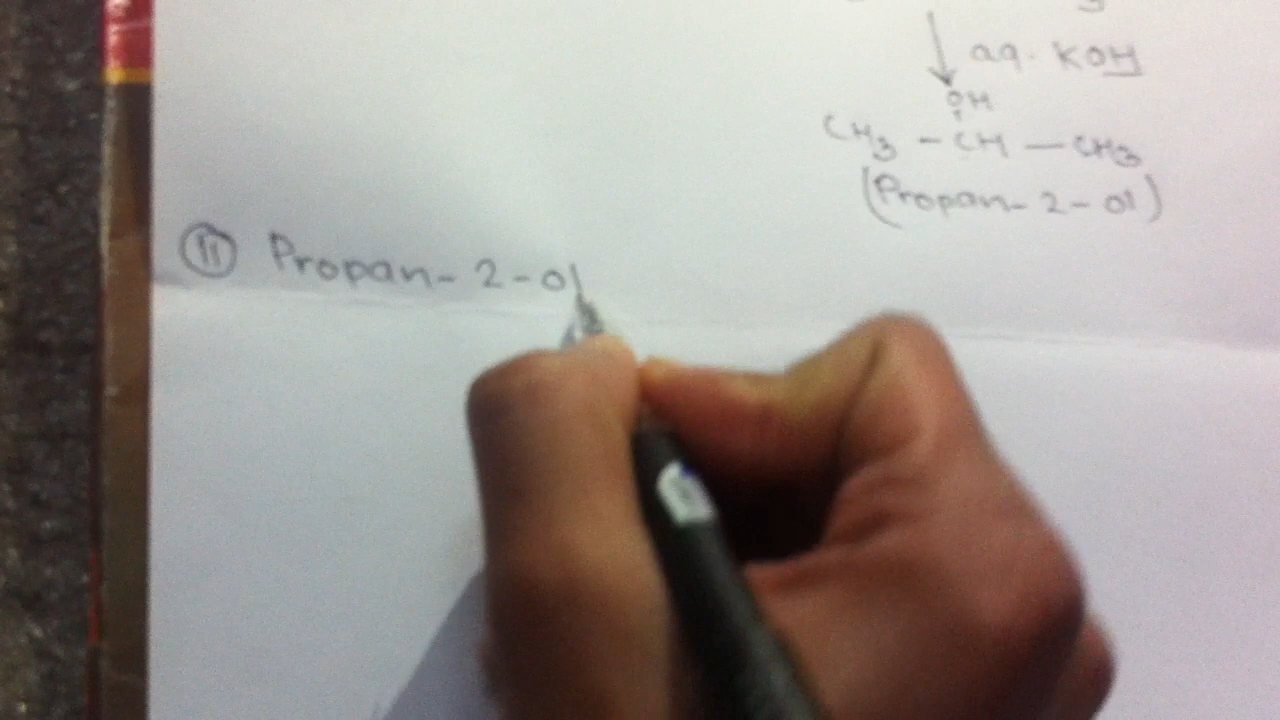 aq. KOH
OH
CH3 - CH - CH3
(Propan-2-ol)
(ii) Propan-2-ol